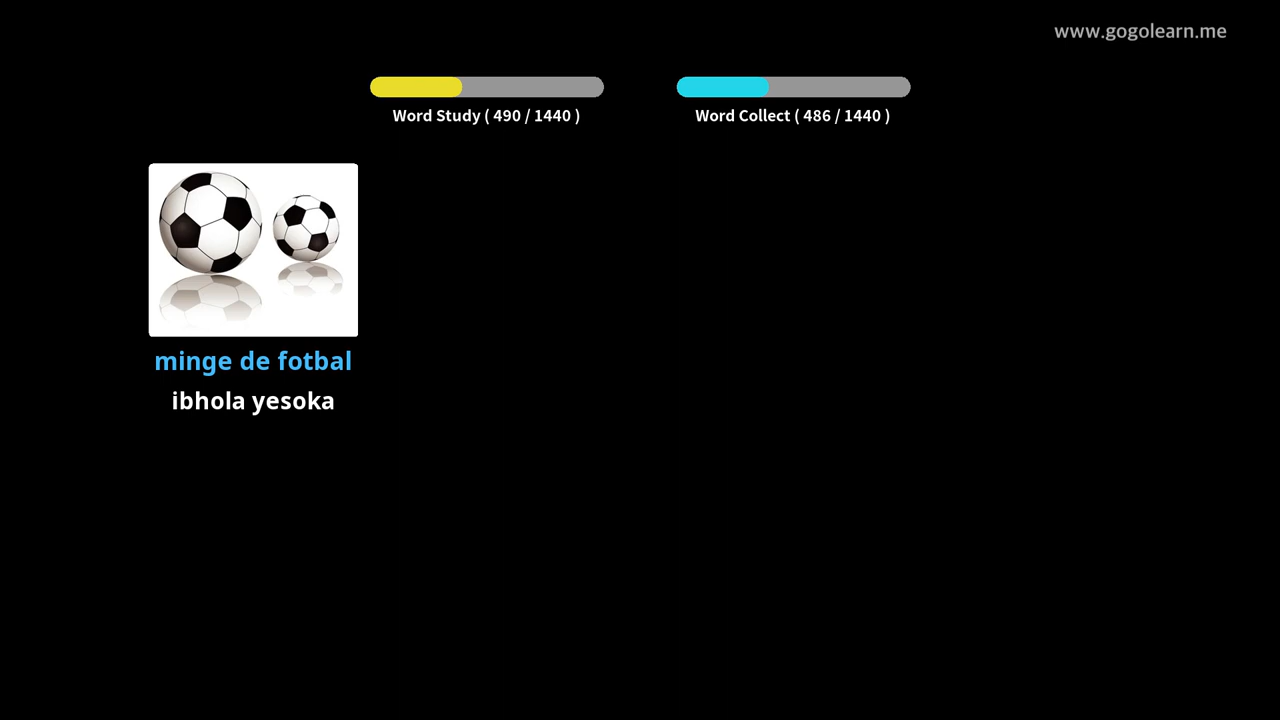 www.gogolearn.me
Word Study ( 490 / 1440 )
Word Collect ( 486 / 1440 )
minge de fotbal
ibhola yesoka